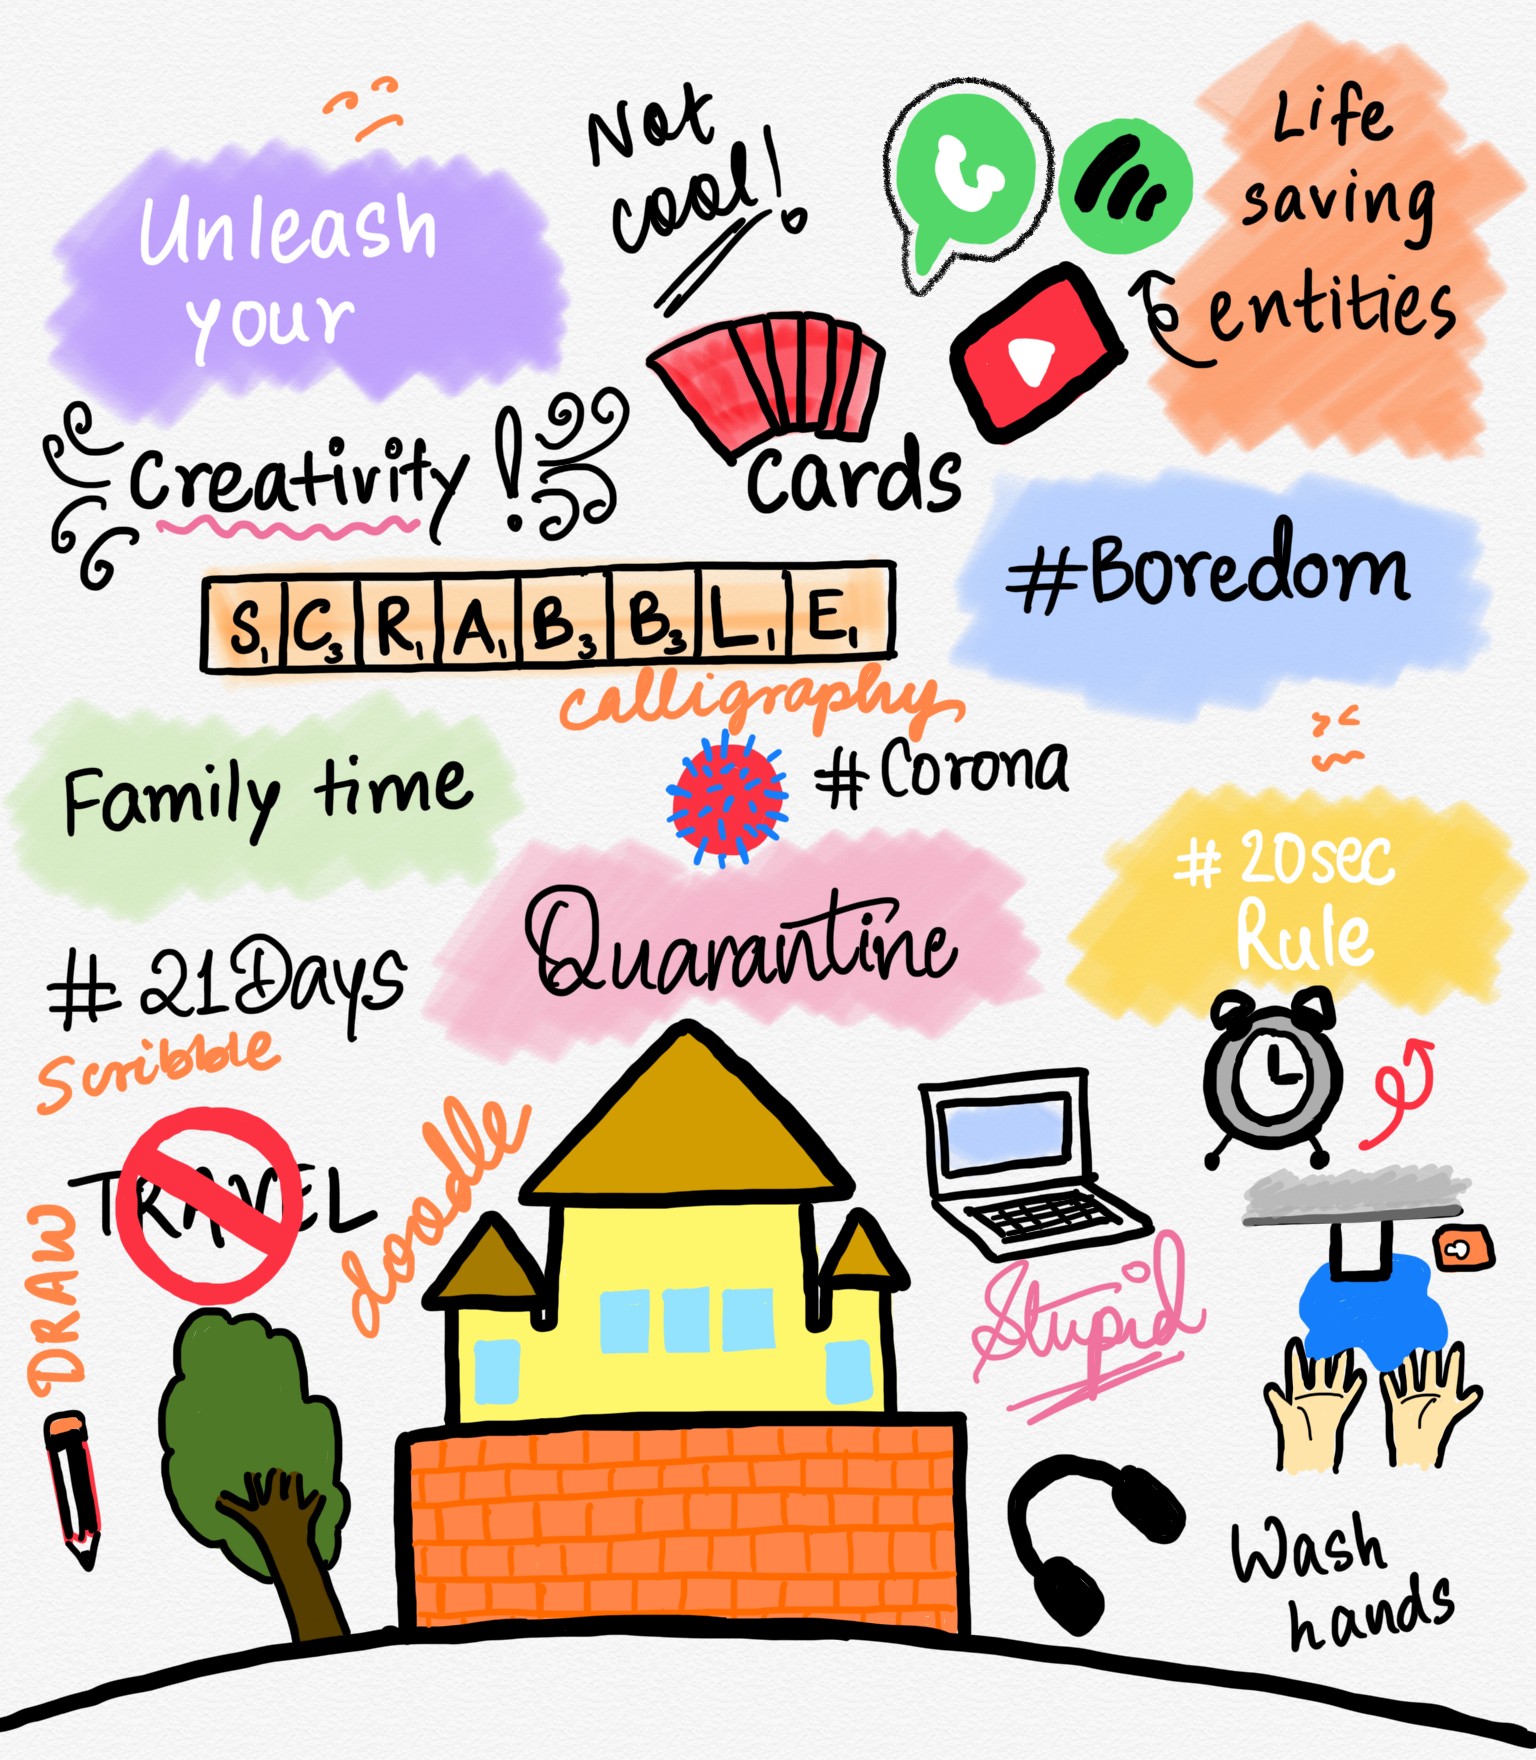 Unleash
your
Creativity !
Not
cool!
Life
saving
entities
cards
#Boredom
S1 C3 R1 A1 B3 B3 L1 E1
calligraphy
Family time
#Corona
#20sec
Rule
Quarantine
#21Days
Scribble
TRAVEL
doodle
DRAW
Stupid
Wash
hands